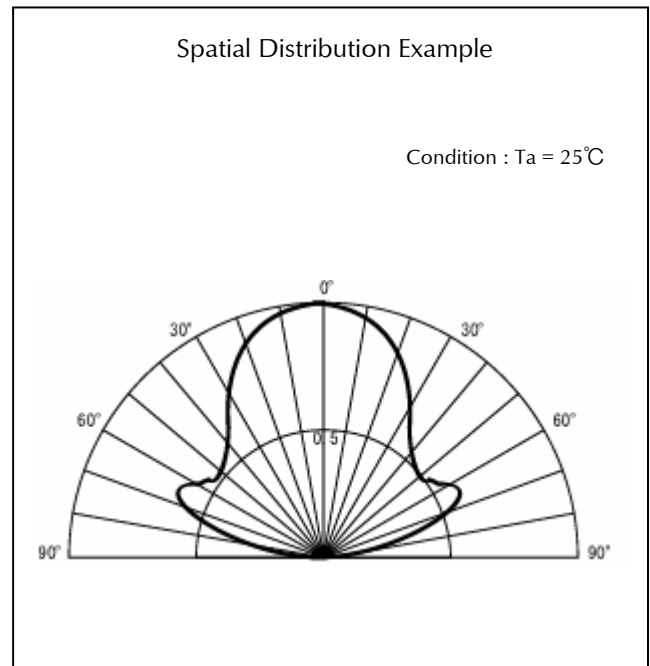 Spatial Distribution Example
Condition : Ta = 25℃
0°
30° 30°
60° 60°
0.5
90° 90°